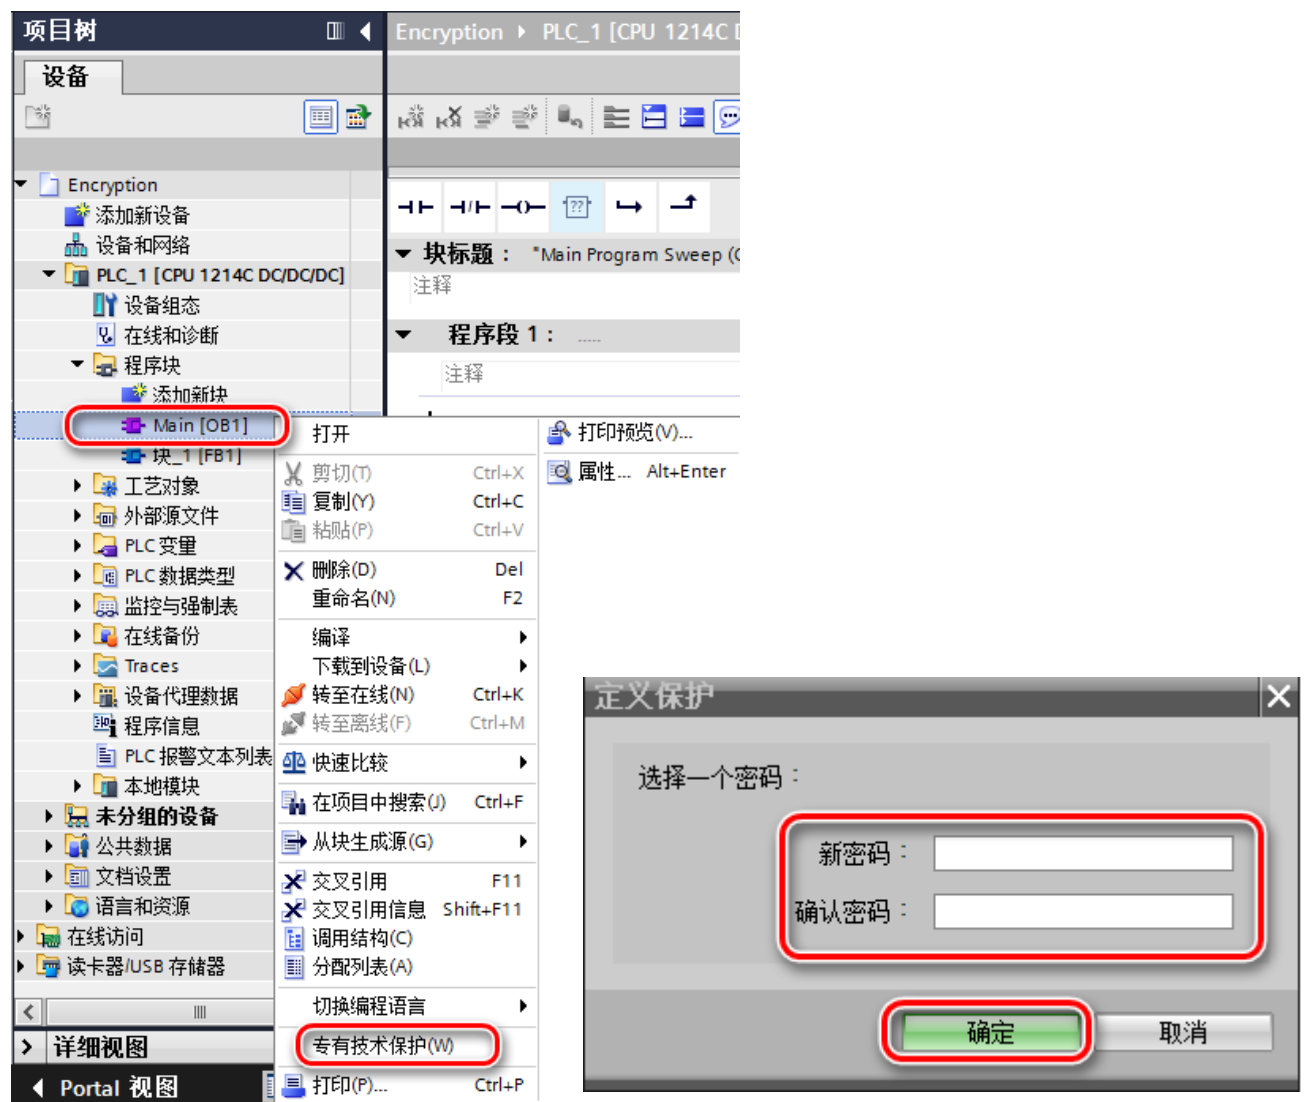 项目树
设备
Encryption
添加新设备
设备和网络
PLC_1 [CPU 1214C DC/DC/DC]
设备组态
在线和诊断
程序块
添加新块
Main [OB1]
块_1 [FB1]
工艺对象
外部源文件
PLC 变量
PLC 数据类型
监控与强制表
在线备份
Traces
设备代理数据
程序信息
PLC 报警文本列表
本地模块
未分组的设备
公共数据
文档设置
语言和资源
在线访问
读卡器/USB 存储器
详细视图
Portal 视图
Encryption PLC_1 [CPU 1214C
??
块标题： "Main Program Sweep (
注释
程序段 1： .....
注释
打开
剪切(T) Ctrl+X
复制(Y) Ctrl+C
粘贴(P) Ctrl+V
删除(D) Del
重命名(N) F2
编译
下载到设备(L)
转至在线(N) Ctrl+K
转至离线(F) Ctrl+M
快速比较
在项目中搜索(J) Ctrl+F
从块生成源(G)
交叉引用 F11
交叉引用信息 Shift+F11
调用结构(C)
分配列表(A)
切换编程语言
专有技术保护(W)
打印(P)... Ctrl+P
打印预览(V)...
属性... Alt+Enter
定义保护
选择一个密码：
新密码：
确认密码：
确定
取消